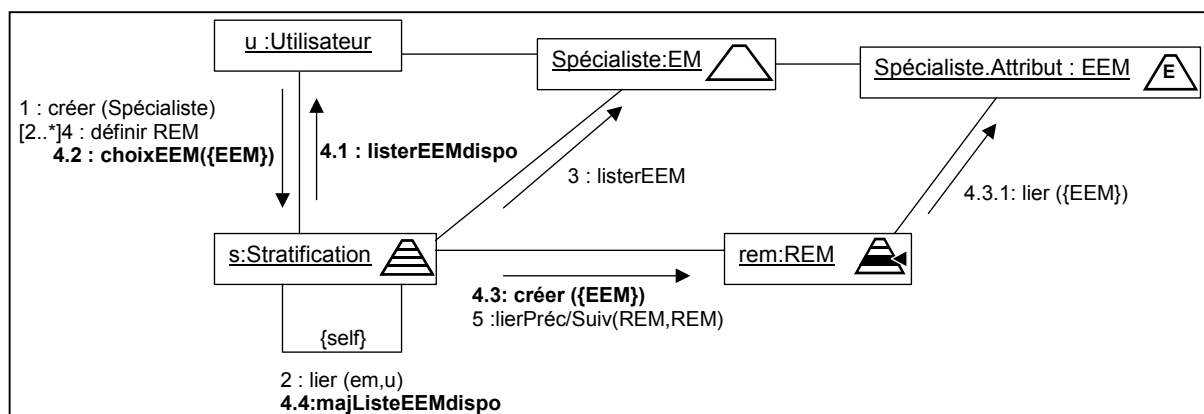 u :Utilisateur
Spécialiste:EM
Spécialiste.Attribut : EEM
E
1 : créer (Spécialiste)
[2..*]4 : définir REM
4.2 : choixEEM({EEM})
4.1 : listerEEMdispo
3 : listerEEM
4.3.1: lier ({EEM})
s:Stratification
rem:REM
4.3: créer ({EEM})
5 :lierPréc/Suiv(REM,REM)
{self}
2 : lier (em,u)
4.4:majListeEEMdispo